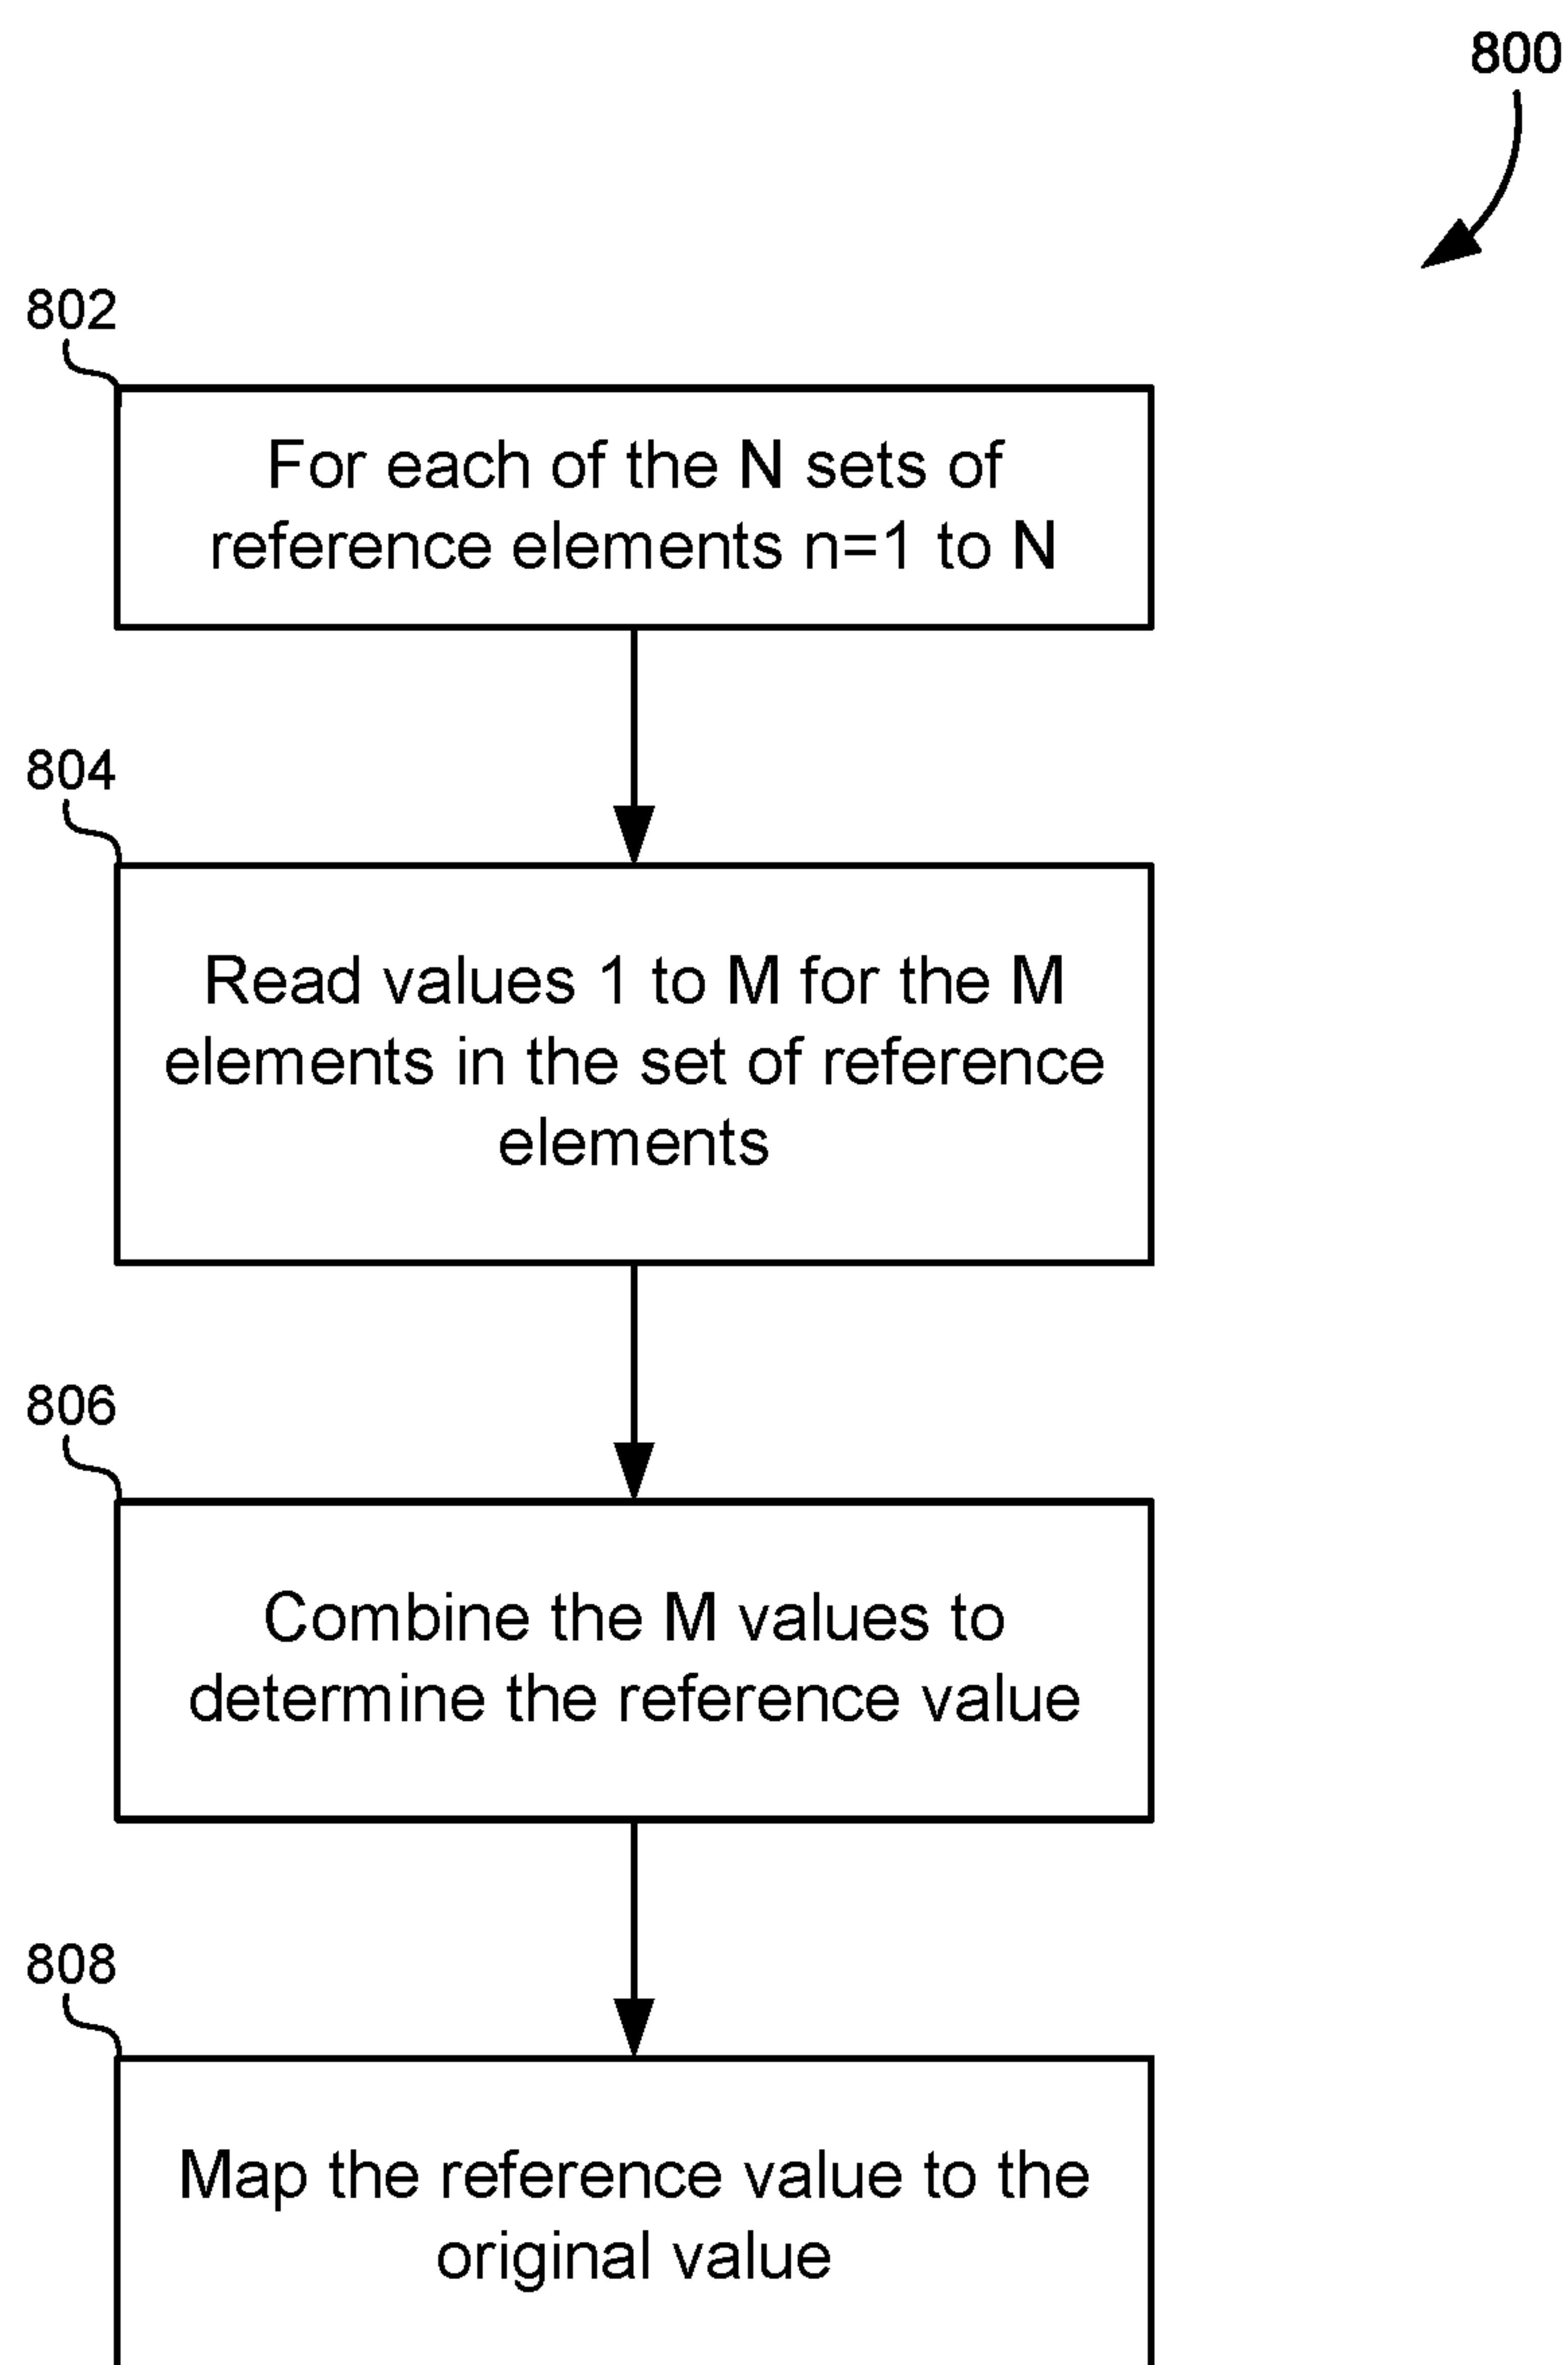 800
802
For each of the N sets of
reference elements n=1 to N
804
Read values 1 to M for the M
elements in the set of reference
elements
806
Combine the M values to
determine the reference value
808
Map the reference value to the
original value